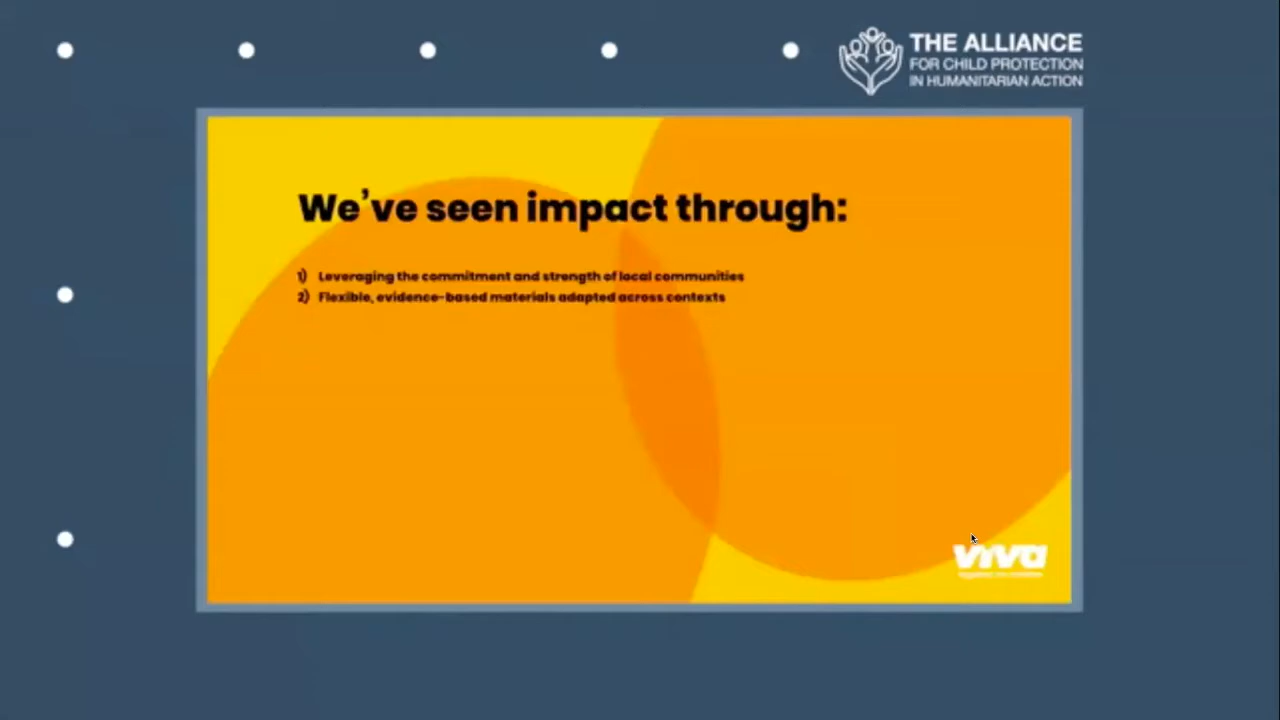 THE ALLIANCE
FOR CHILD PROTECTION
IN HUMANITARIAN ACTION
We've seen impact through:
1) Leveraging the commitment and strength of local communities
2) Flexible, evidence-based materials adapted across contexts
viva